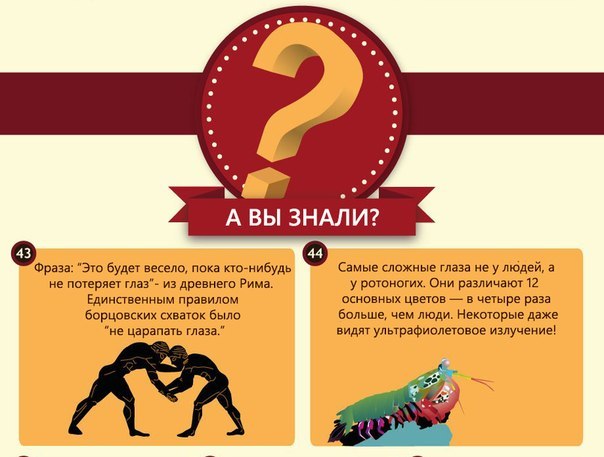 ?
А ВЫ ЗНАЛИ?
43
Фраза: "Это будет весело, пока кто-нибудь
не потеряет глаз"- из древнего Рима.
Единственным правилом
борцовских схваток было
"не царапать глаза."
44
Самые сложные глаза не у людей, а
у ротоногих. Они различают 12
основных цветов — в четыре раза
больше, чем люди. Некоторые даже
видят ультрафиолетовое излучение!